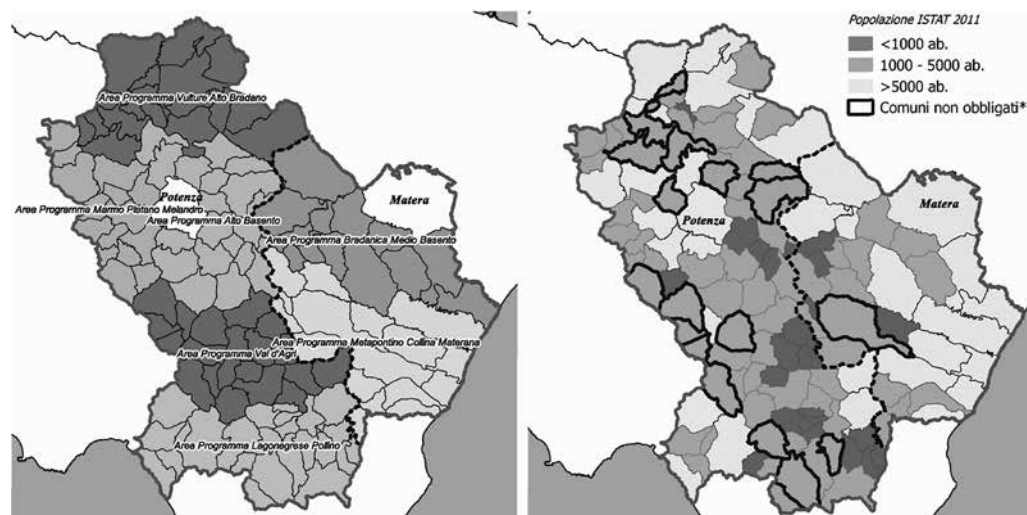 Area Programma Vulture Alto Bradano
Potenza
Matera
Area Programma Marmo Platano Melandro
Area Programma Alto Basento
Area Programma Bradanica Medio Basento
Area Programma Metapontino Collina Materana
Area Programma Val d'Agri
Area Programma Lagonegrese Pollino
Popolazione ISTAT 2011
<1000 ab.
1000 - 5000 ab.
>5000 ab.
Comuni non obbligati*
Matera
Potenza